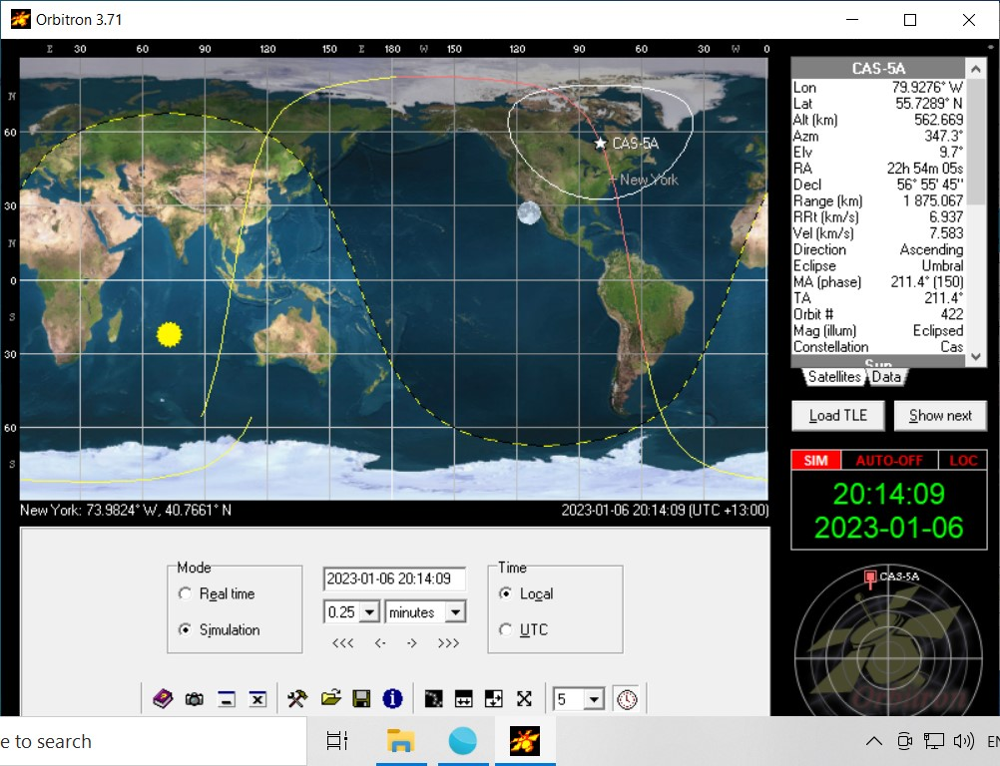 Orbitron 3.71
E 30 60 90 120 150 E 180 W 150 120 90 60 30 W 0
N
60
30
N
0
S
30
60
S
CAS-5A
New York
New York: 73.9824° W, 40.7661° N
2023-01-06 20:14:09 (UTC +13:00)
CAS-5A
Lon 79.9276° W
Lat 55.7289° N
Alt (km) 562.669
Azm 347.3°
Elv 9.7°
RA 22h 54m 05s
Decl 56° 55' 45"
Range (km) 1 875.067
RRt (km/s) 6.937
Vel (km/s) 7.583
Direction Ascending
Eclipse Umbral
MA (phase) 211.4° (150)
TA 211.4°
Orbit # 422
Mag (illum) Eclipsed
Constellation Cas
Sun
Satellites Data
Load TLE Show next
SIM AUTO-OFF LOC
20:14:09
2023-01-06
CAS-5A
Orbitron
Mode
Real time
Simulation
2023-01-06 20:14:09
0.25 minutes
<<< <- -> >>>
Time
Local
UTC
5
e to search
EN